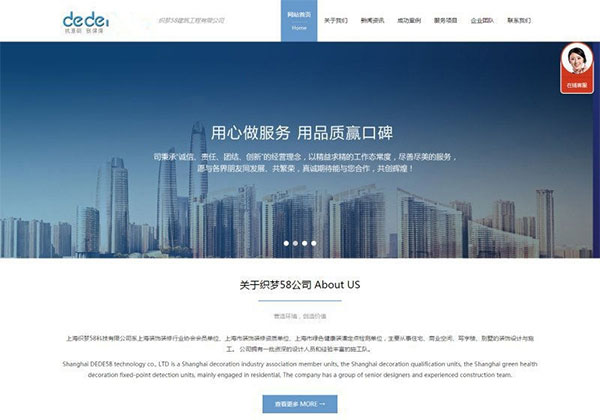 dedei
织梦58建筑工程有限公司
网站首页
Home
关于我们
新闻资讯
成功案例
服务项目
企业团队
联系我们
在线客服
用心做服务 用品质赢口碑
司秉承"诚信、责任、团结、创新"的经营理念，以精益求精的工作态常度，尽善尽美的服务，
愿与各界朋友同发展、共繁荣，真诚期待能与您合作，共创辉煌！
关于织梦58公司 About US
营造环境，创造价值
上海织梦58科技有限公司系上海装饰装修行业协会会员单位、上海市装饰装修资质单位、上海市绿色健康装潢定点检测单位，主要从事住宅、商业空间、写字楼、别墅的装饰设计与施
工。公司拥有一批资深的设计人员和经验丰富的施工队。
Shanghai DEDE58 technology co., LTD is a Shanghai decoration industry association member units, the Shanghai decoration qualification units, the Shanghai green health
decoration fixed-point detection units, mainly engaged in residential, The company has a group of senior designers and experienced construction team.
查看更多 MORE →